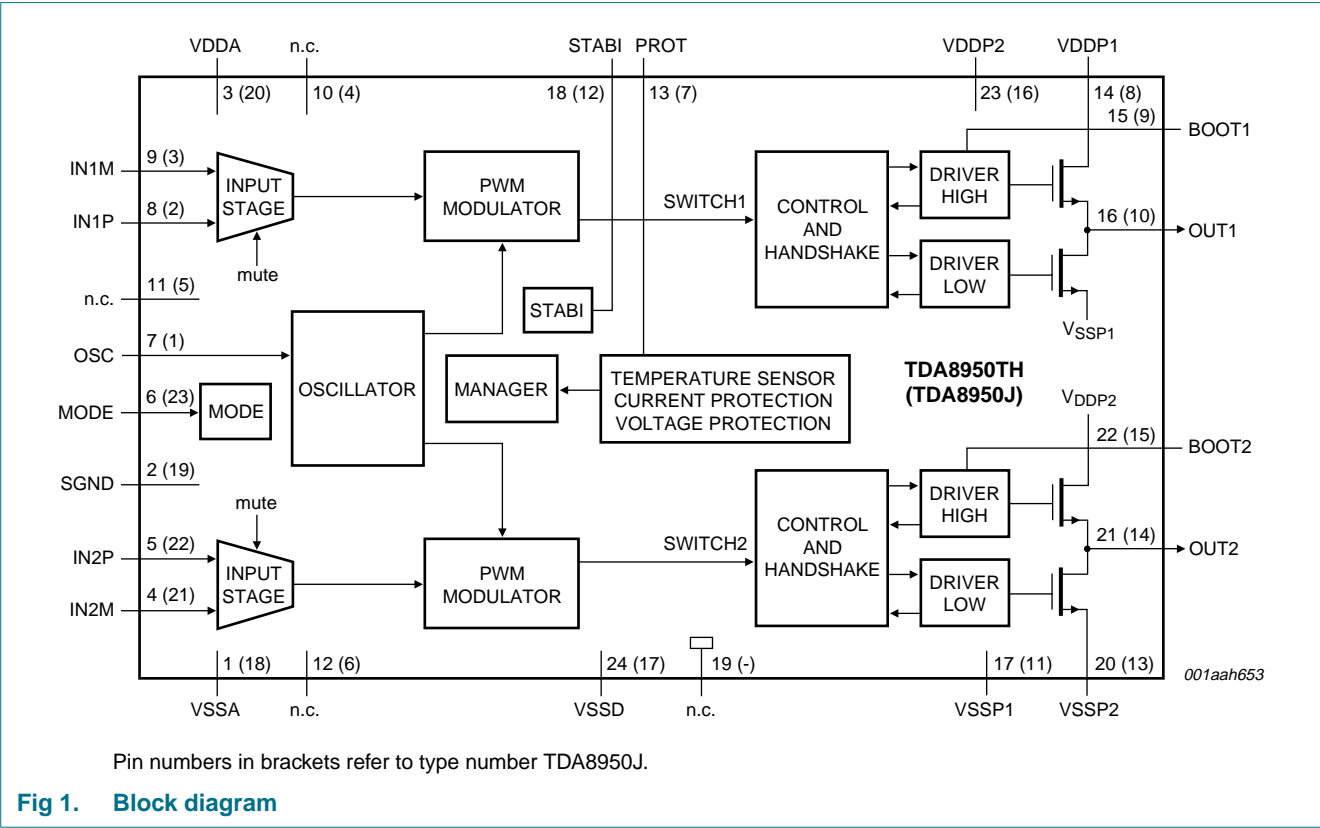 VDDA n.c. STABI PROT VDDP2 VDDP1
3 (20) 10 (4) 18 (12) 13 (7) 23 (16) 14 (8)
15 (9) BOOT1
IN1M 9 (3)
INPUT
STAGE
PWM
MODULATOR
SWITCH1
CONTROL
AND
HANDSHAKE
DRIVER
HIGH
IN1P 8 (2)
16 (10) OUT1
mute
DRIVER
LOW
n.c. 11 (5)
STABI
VSSP1
OSC 7 (1)
OSCILLATOR
MANAGER
TEMPERATURE SENSOR
CURRENT PROTECTION
VOLTAGE PROTECTION
TDA8950TH
(TDA8950J)
MODE 6 (23)
MODE
VDDP2
22 (15) BOOT2
SGND 2 (19)
mute
DRIVER
HIGH
IN2P 5 (22)
INPUT
STAGE
PWM
MODULATOR
SWITCH2
CONTROL
AND
HANDSHAKE
21 (14) OUT2
DRIVER
LOW
IN2M 4 (21)
1 (18) 12 (6) 24 (17) 19 (-) 17 (11) 20 (13)
001aah653
VSSA n.c. VSSD n.c. VSSP1 VSSP2
Pin numbers in brackets refer to type number TDA8950J.
Fig 1. Block diagram